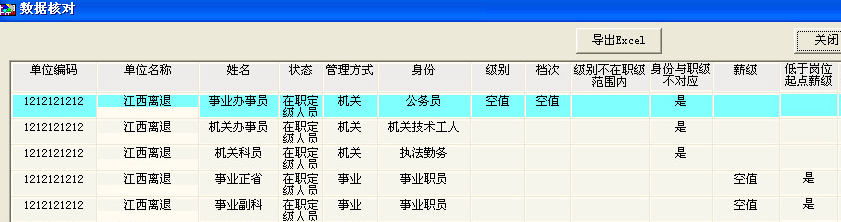 数据核对
导出Excel 关闭
单位编码 单位名称 姓名 状态 管理方式 身份 级别 档次 级别不在职级范围内 身份与职级不对应 薪级 低于岗位起点薪级
1212121212 江西离退 事业办事员 在职定级人员 机关 公务员 空值 空值 是
1212121212 江西离退 机关办事员 在职定级人员 机关 机关技术工人 是
1212121212 江西离退 机关科员 在职定级人员 机关 执法勤务 是
1212121212 江西离退 事业正省 在职定级人员 事业 事业职员 空值 是
1212121212 江西离退 事业副科 在职定级人员 事业 事业职员 空值 是